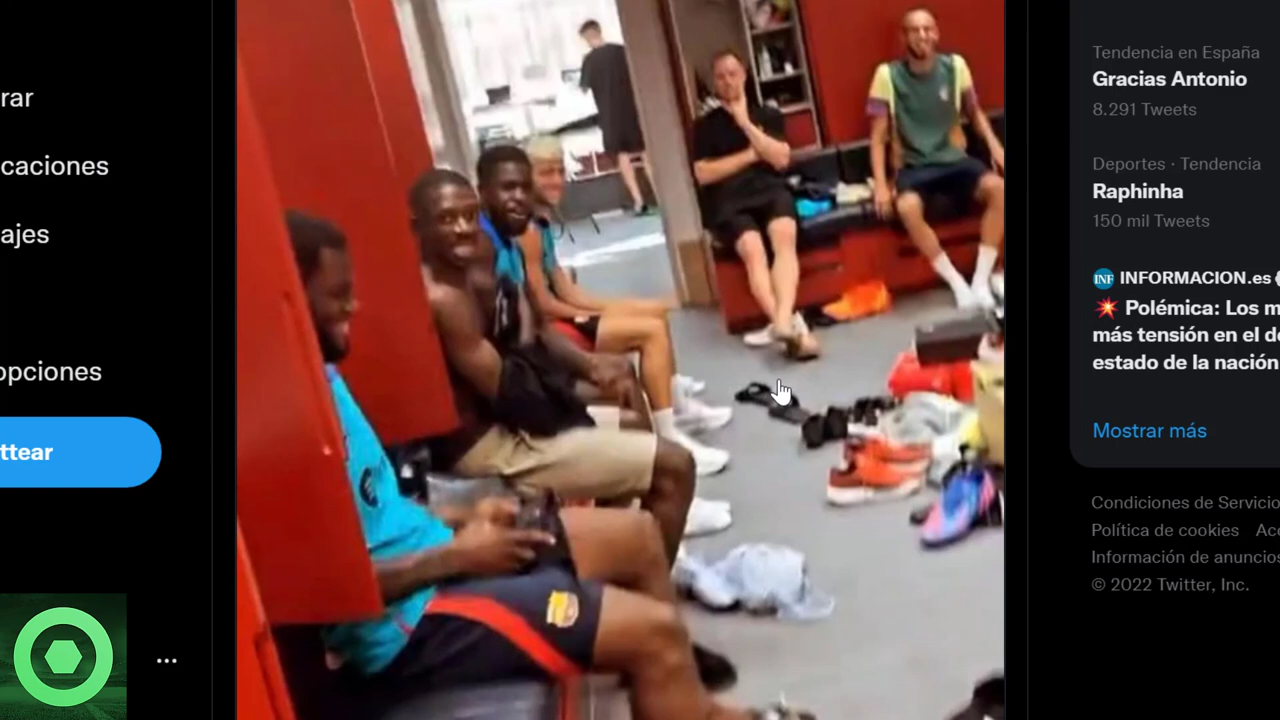 rar
caciones
ajes
opciones
ttear
Tendencia en España
Gracias Antonio
8.291 Tweets
Deportes · Tendencia
Raphinha
150 mil Tweets
INF INFORMACION.es
Polémica: Los m
más tensión en el de
estado de la nación
Mostrar más
Condiciones de Servicio
Política de cookies Acc
Información de anuncios
© 2022 Twitter, Inc.